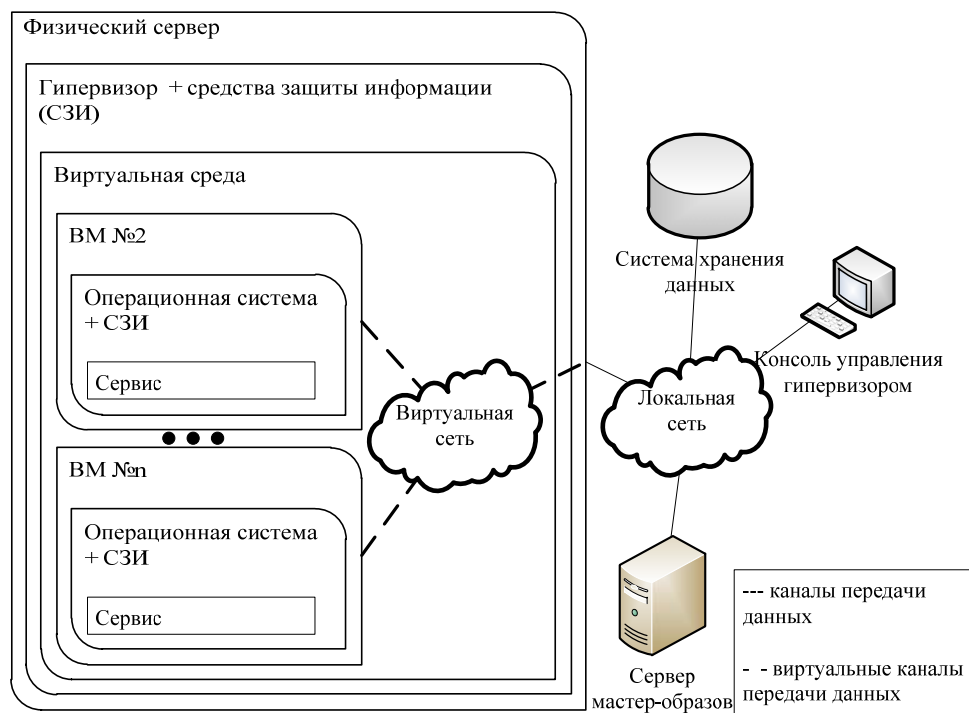 Физический сервер
Гипервизор + средства защиты информации
(СЗИ)
Виртуальная среда
ВМ №2
Операционная система
+ СЗИ
Сервис
ВМ №n
Операционная система
+ СЗИ
Сервис
Виртуальная
сеть
Система хранения
данных
Консоль управления
гипервизором
Локальная
сеть
Сервер
мастер-образов
--- каналы передачи
данных
- - виртуальные каналы
передачи данных